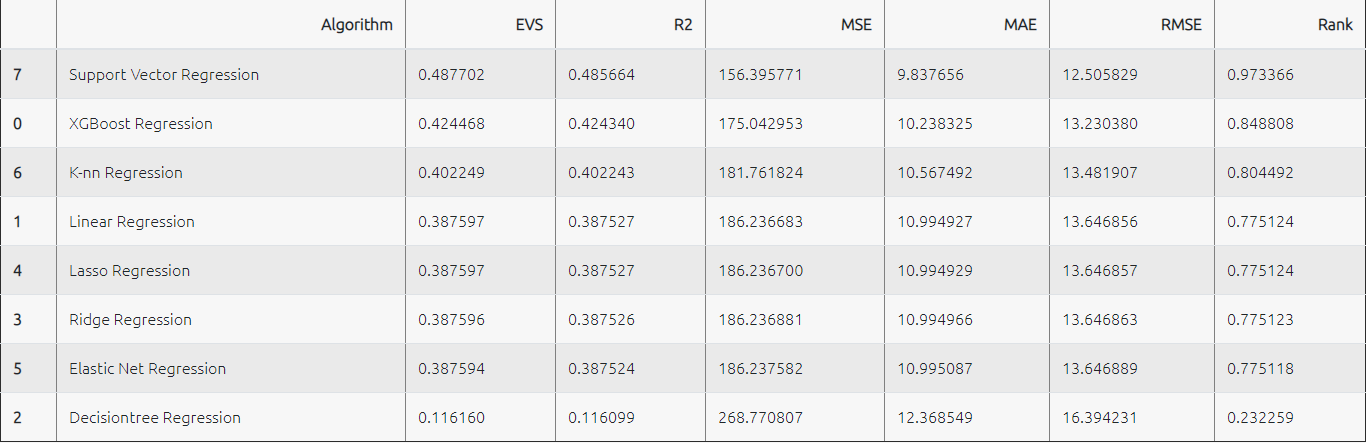 Algorithm EVS R2 MSE MAE RMSE Rank
7 Support Vector Regression 0.487702 0.485664 156.395771 9.837656 12.505829 0.973366
0 XGBoost Regression 0.424468 0.424340 175.042953 10.238325 13.230380 0.848808
6 K-nn Regression 0.402249 0.402243 181.761824 10.567492 13.481907 0.804492
1 Linear Regression 0.387597 0.387527 186.236683 10.994927 13.646856 0.775124
4 Lasso Regression 0.387597 0.387527 186.236700 10.994929 13.646857 0.775124
3 Ridge Regression 0.387596 0.387526 186.236881 10.994966 13.646863 0.775123
5 Elastic Net Regression 0.387594 0.387524 186.237582 10.995087 13.646889 0.775118
2 Decisiontree Regression 0.116160 0.116099 268.770807 12.368549 16.394231 0.232259